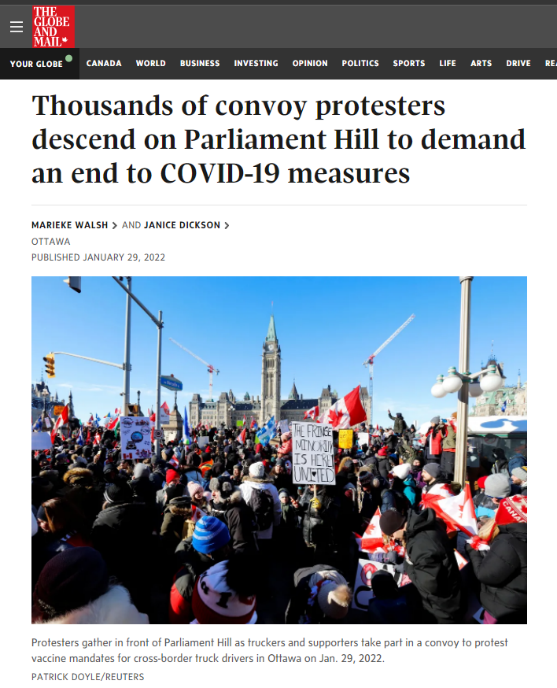 THE
GLOBE
AND
MAIL
YOUR GLOBE CANADA WORLD BUSINESS INVESTING OPINION POLITICS SPORTS LIFE ARTS DRIVE
Thousands of convoy protesters
descend on Parliament Hill to demand
an end to COVID-19 measures
MARIEKE WALSH > AND JANICE DICKSON >
OTTAWA
PUBLISHED JANUARY 29, 2022
THE FRINGE
MINORITY
IS HERE
UNITED
CANADA
Protesters gather in front of Parliament Hill as truckers and supporters take part in a convoy to protest
vaccine mandates for cross-border truck drivers in Ottawa on Jan. 29, 2022.
PATRICK DOYLE/REUTERS